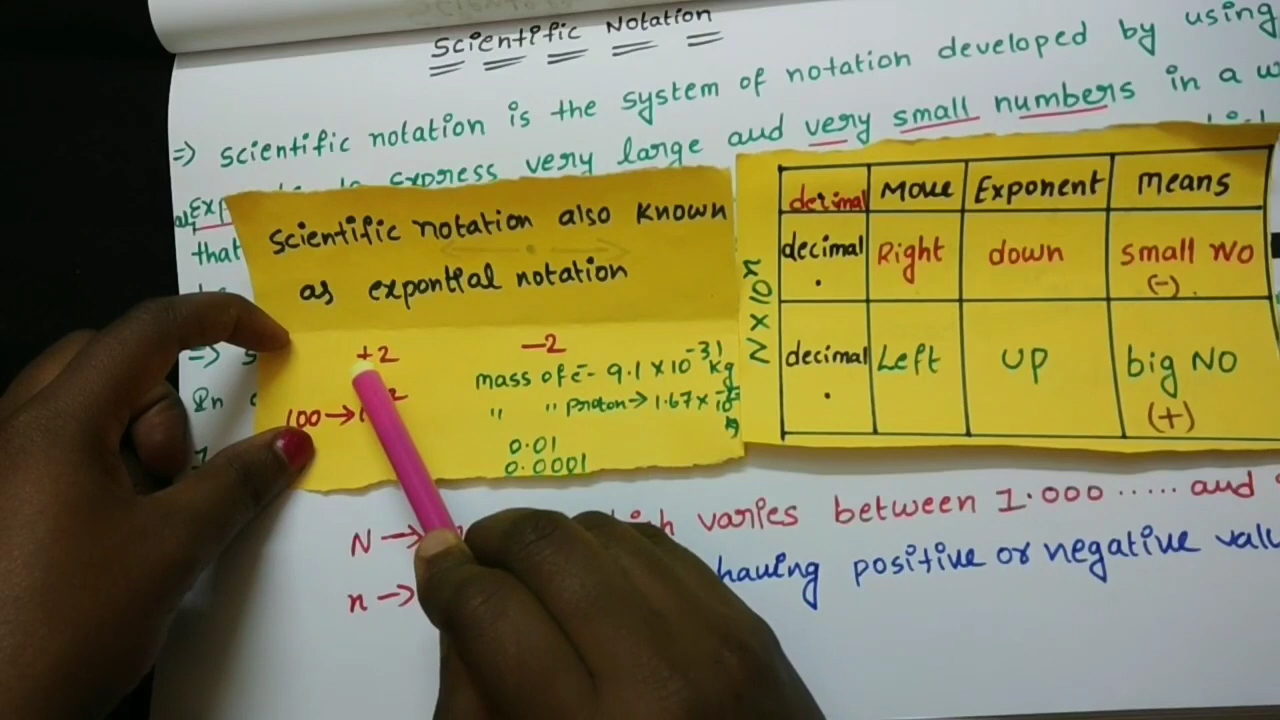 Scientific Notation
=> scientific notation is the system of notation developed by using
express very large and very small numbers in a
that
scientific notation also known
as expontial notation
+2 -2
100 →
mass of e- 9.1 × 10-31 kg
" " proton → 1.67 ×
0.01
0.0001
N × 10n
decimal Move Exponent Means
decimal . Right down small NO (-).
decimal . Left UP big NO (+)
N → which varies between 1.000 ..... and
n → having positive or negative